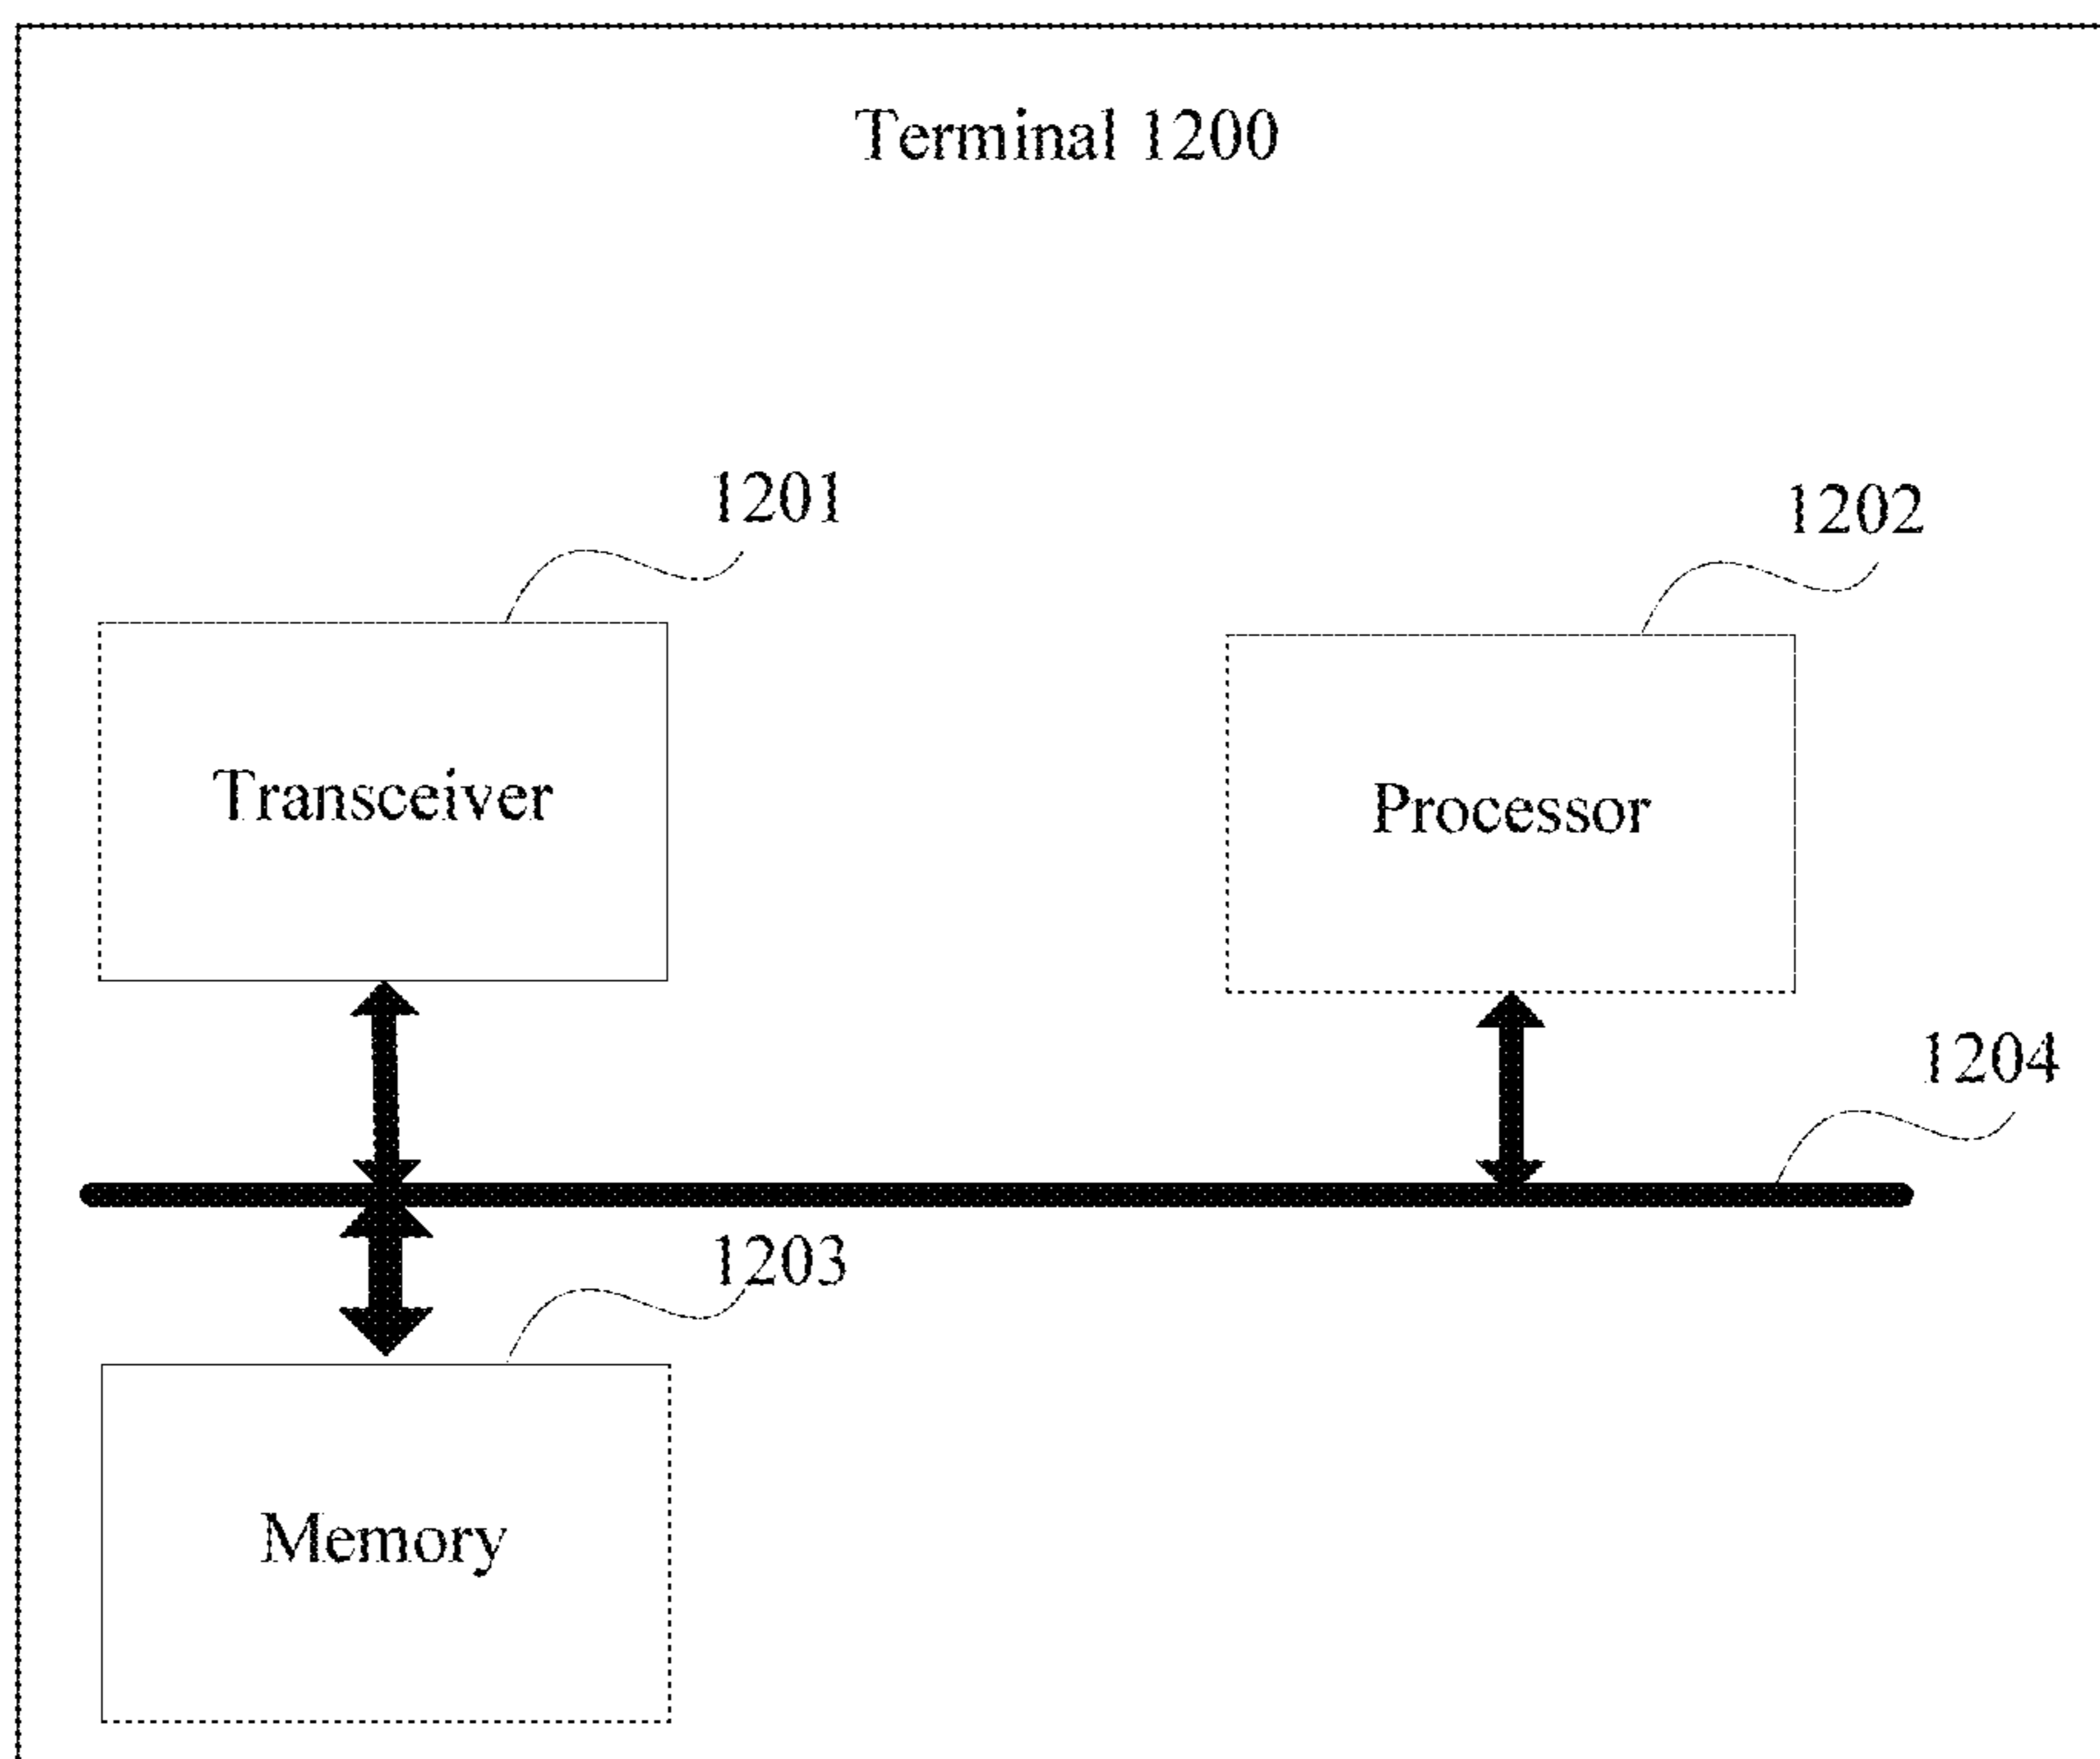 Terminal 1200
1201
1202
Transceiver
Processor
1204
1203
Memory